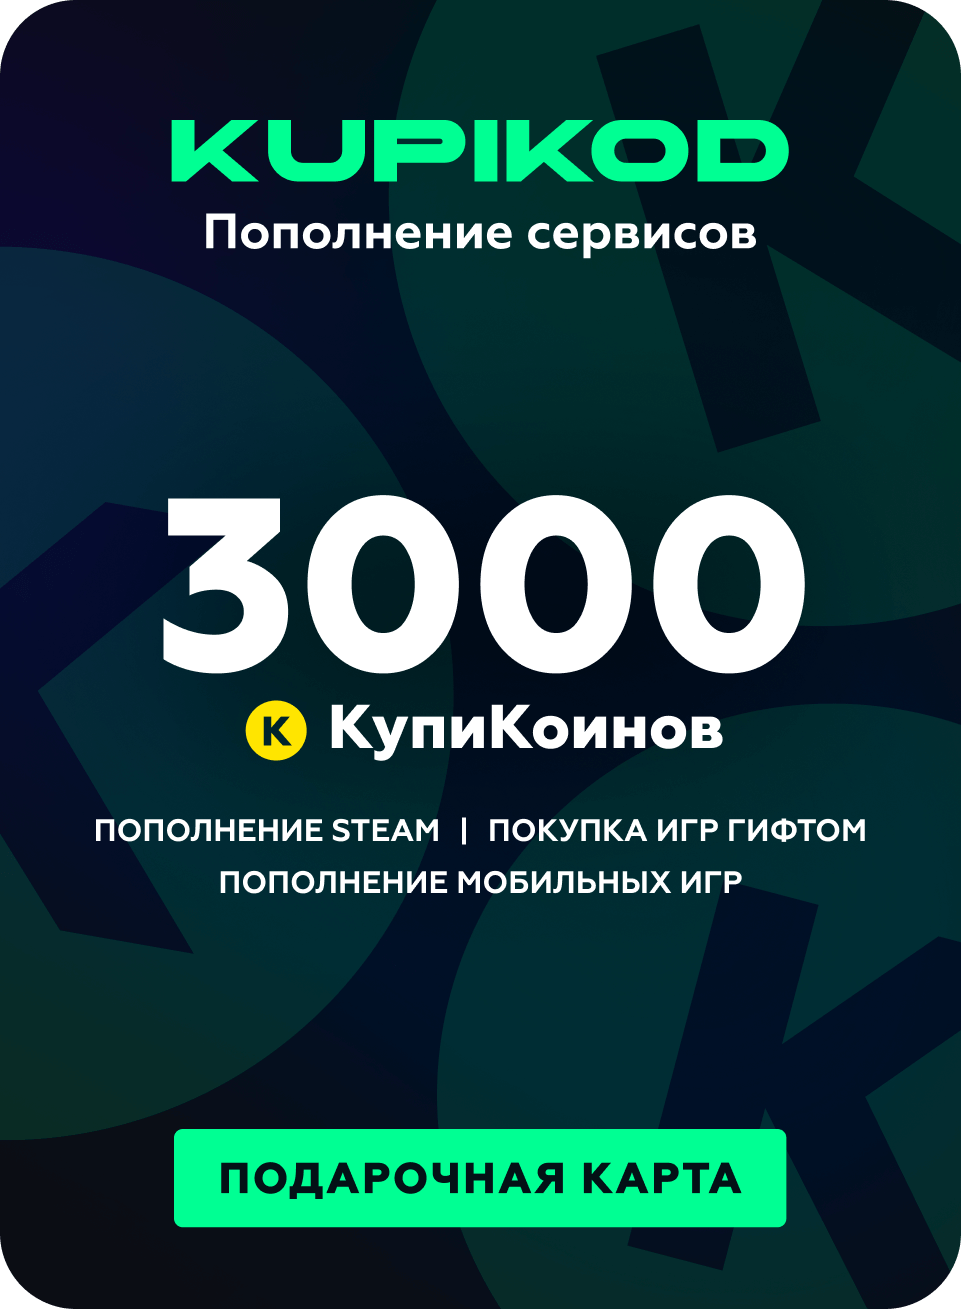 KUPIKOD
Пополнение сервисов
3000
К КупиКоинов
ПОПОЛНЕНИЕ STEAM | ПОКУПКА ИГР ГИФТОМ
ПОПОЛНЕНИЕ МОБИЛЬНЫХ ИГР
ПОДАРОЧНАЯ КАРТА